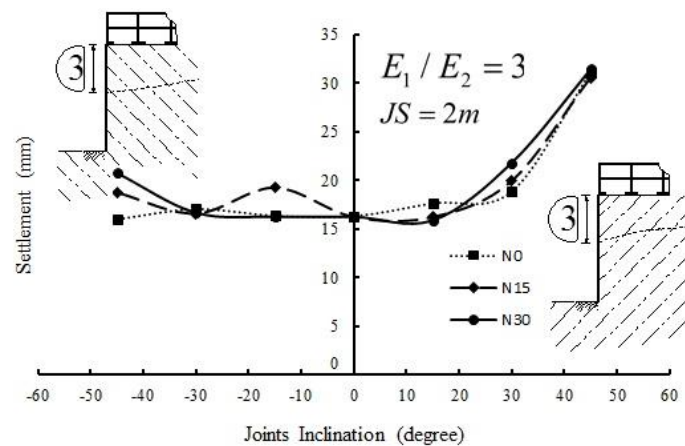 35
30
25
20
15
10
5
0
3
E₁ / E₂ = 3
JS = 2m
3
N0
N15
N30
Settlement (mm)
-60 -50 -40 -30 -20 -10 0 10 20 30 40 50 60
Joints Inclination (degree)